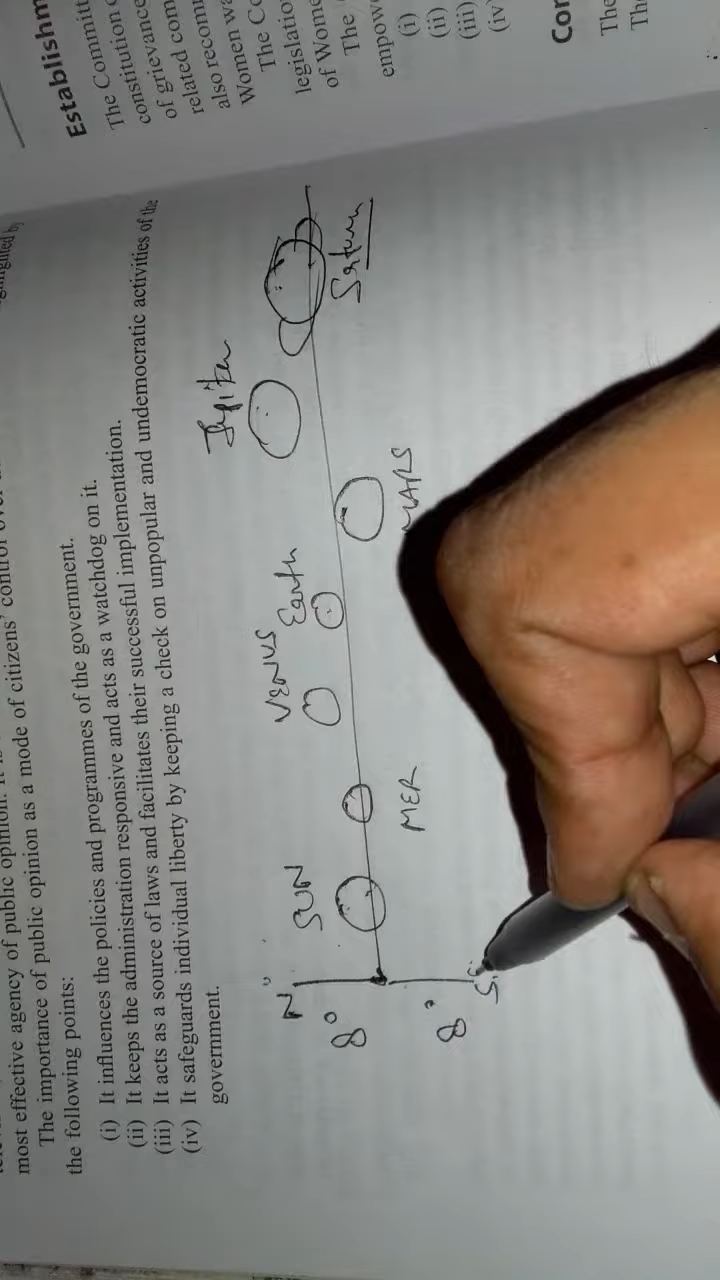 most effective agency of public opinion. It is
The importance of public opinion as a mode of citizens' control over
the following points:
(i) It influences the policies and programmes of the government.
(ii) It keeps the administration responsive and acts as a watchdog on it.
(iii) It acts as a source of laws and facilitates their successful implementation.
(iv) It safeguards individual liberty by keeping a check on unpopular and undemocratic activities of the
government.
N
8°
8°
S.
SUN
MER
VENUS
Earth
MARS
Jupiter
Saturn
Establishm
The Committ
constitution o
of grievance
related com
also recom
Women wa
The Co
legislatio
of Wome
The
empow
(i)
(ii)
(iii)
(iv
Cor
The
Th